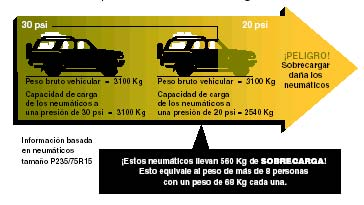 30 psi
20 psi
¡PELIGRO!
Sobrecargar
daña los
neumáticos
Peso bruto vehicular = 3100 Kg
Capacidad de carga
de los neumáticos a
una presión de 30 psi = 3100 Kg
Peso bruto vehicular = 3100 Kg
Capacidad de carga
de los neumáticos a
una presión de 20 psi = 2540 Kg
Información basada
en neumáticos
tamaño P235/75R15
¡Estos neumáticos llevan 560 Kg de SOBRECARGA!
Esto equivale al peso de más de 8 personas
con un peso de 68 Kg cada una.